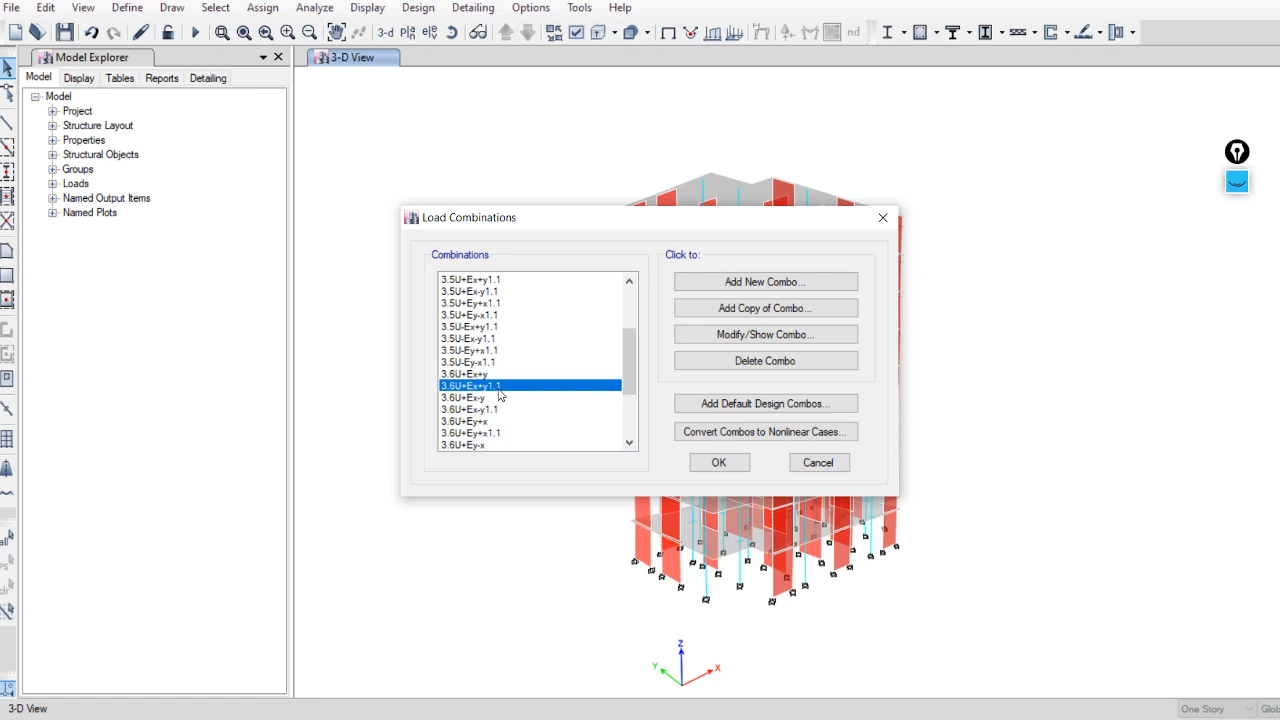 File Edit View Define Draw Select Assign Analyze Display Design Detailing Options Tools Help
3-d
nd
Model Explorer
3-D View
Model Display Tables Reports Detailing
Model
Project
Structure Layout
Properties
Structural Objects
Groups
Loads
Named Output Items
Named Plots
Load Combinations
Combinations
3.5U+Ex+y1.1
3.5U+Ex-y1.1
3.5U+Ey+x1.1
3.5U+Ey-x1.1
3.5U-Ex+y1.1
3.5U-Ex-y1.1
3.5U-Ey+x1.1
3.5U-Ey-x1.1
3.6U+Ex+y
3.6U+Ex+y1.1
3.6U+Ex-y
3.6U+Ex-y1.1
3.6U+Ey+x
3.6U+Ey+x1.1
3.6U+Ey-x
Click to:
Add New Combo...
Add Copy of Combo...
Modify/Show Combo...
Delete Combo
Add Default Design Combos...
Convert Combos to Nonlinear Cases...
OK
Cancel
all
clr
Z
Y
X
3-D View
One Story
Glob